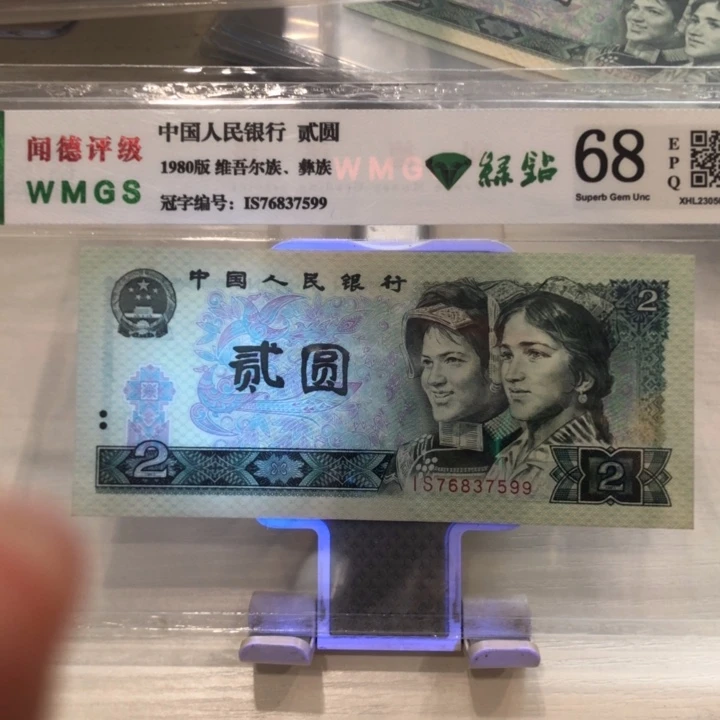 闻德评级
WMGS
中国人民银行 贰圆
1980版 维吾尔族、彝族
冠字编号：IS76837599
WMG
绿钻
68
Superb Gem Unc
EPQ
中国人民银行
贰圆
2
2
IS76837599
2